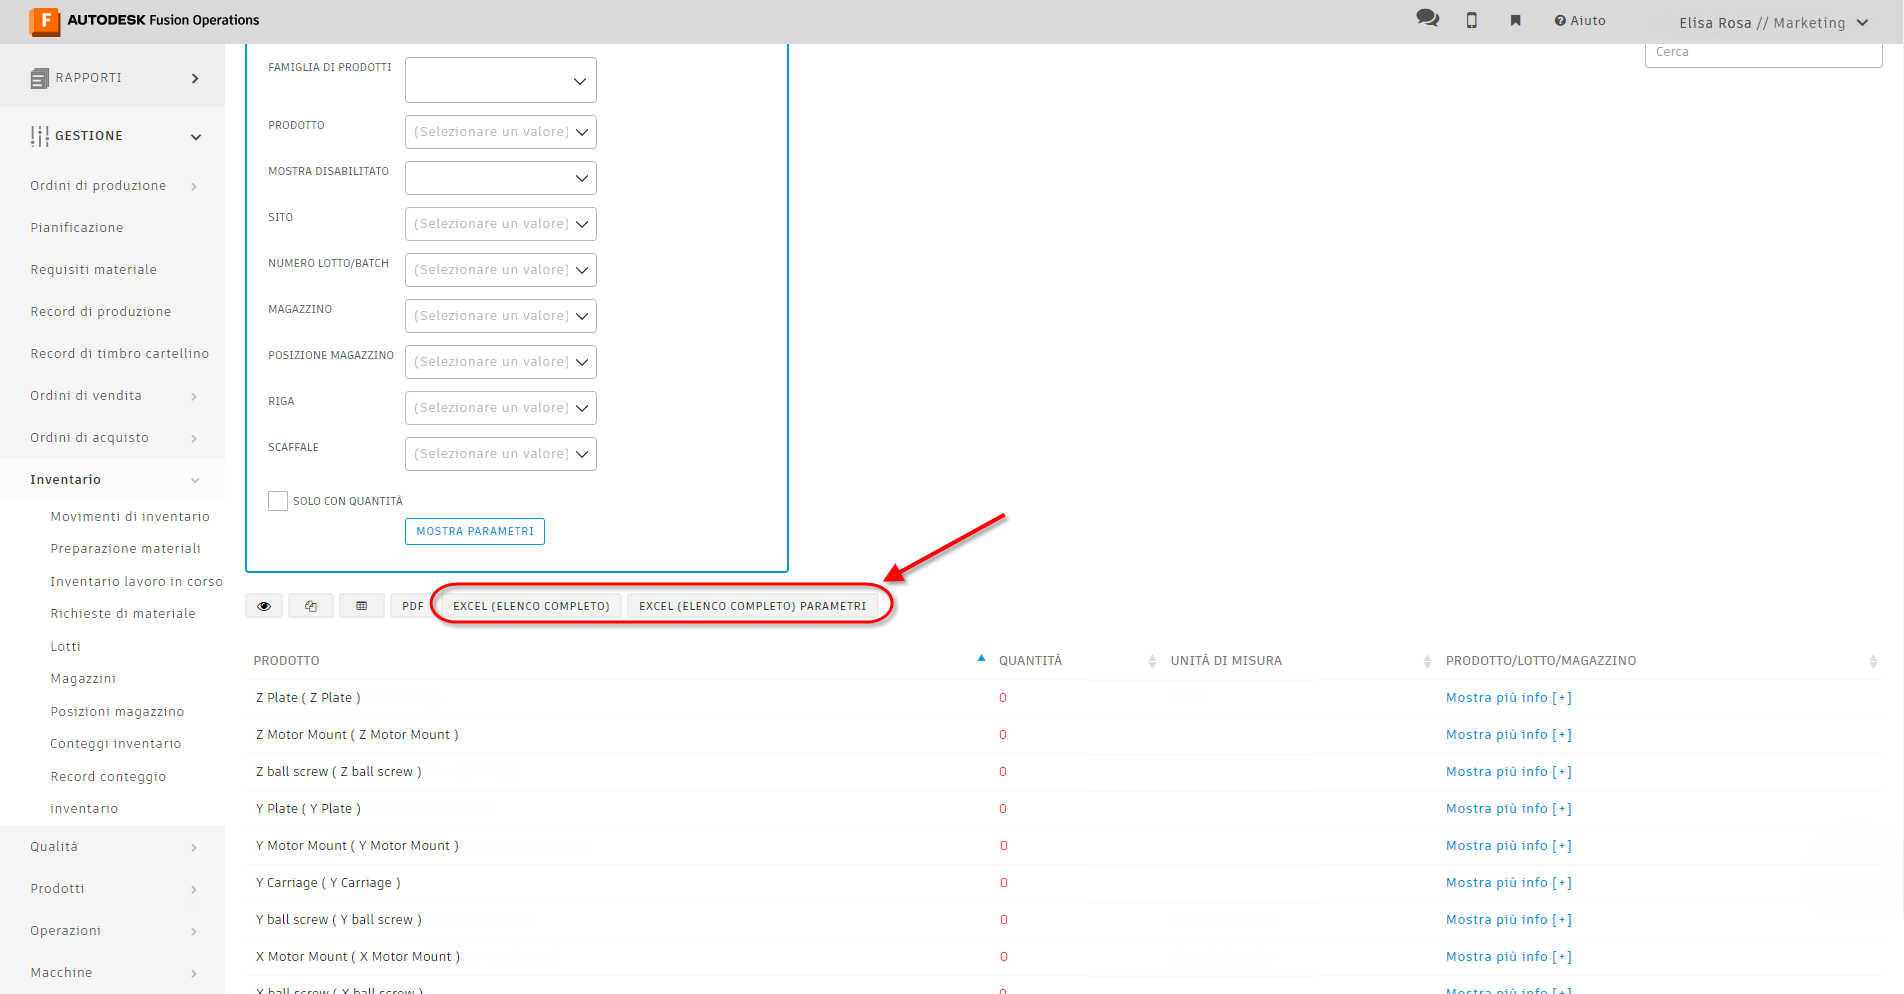 AUTODESK Fusion Operations
Aiuto
Elisa Rosa // Marketing
Cerca
RAPPORTI
GESTIONE
Ordini di produzione
Pianificazione
Requisiti materiale
Record di produzione
Record di timbro cartellino
Ordini di vendita
Ordini di acquisto
Inventario
Movimenti di inventario
Preparazione materiali
Inventario lavoro in corso
Richieste di materiale
Lotti
Magazzini
Posizioni magazzino
Conteggi inventario
Record conteggio
inventario
Qualità
Prodotti
Operazioni
Macchine
FAMIGLIA DI PRODOTTI
PRODOTTO (Selezionare un valore)
MOSTRA DISABILITATO
SITO (Selezionare un valore)
NUMERO LOTTO/BATCH (Selezionare un valore)
MAGAZZINO (Selezionare un valore)
POSIZIONE MAGAZZINO (Selezionare un valore)
RIGA (Selezionare un valore)
SCAFFALE (Selezionare un valore)
SOLO CON QUANTITÀ
MOSTRA PARAMETRI
PDF EXCEL (ELENCO COMPLETO) EXCEL (ELENCO COMPLETO) PARAMETRI
PRODOTTO QUANTITÀ UNITÀ DI MISURA PRODOTTO/LOTTO/MAGAZZINO
Z Plate ( Z Plate ) 0 Mostra più info [+]
Z Motor Mount ( Z Motor Mount ) 0 Mostra più info [+]
Z ball screw ( Z ball screw ) 0 Mostra più info [+]
Y Plate ( Y Plate ) 0 Mostra più info [+]
Y Motor Mount ( Y Motor Mount ) 0 Mostra più info [+]
Y Carriage ( Y Carriage ) 0 Mostra più info [+]
Y ball screw ( Y ball screw ) 0 Mostra più info [+]
X Motor Mount ( X Motor Mount ) 0 Mostra più info [+]
X ball screw ( X ball screw ) 0 Mostra più info [+]